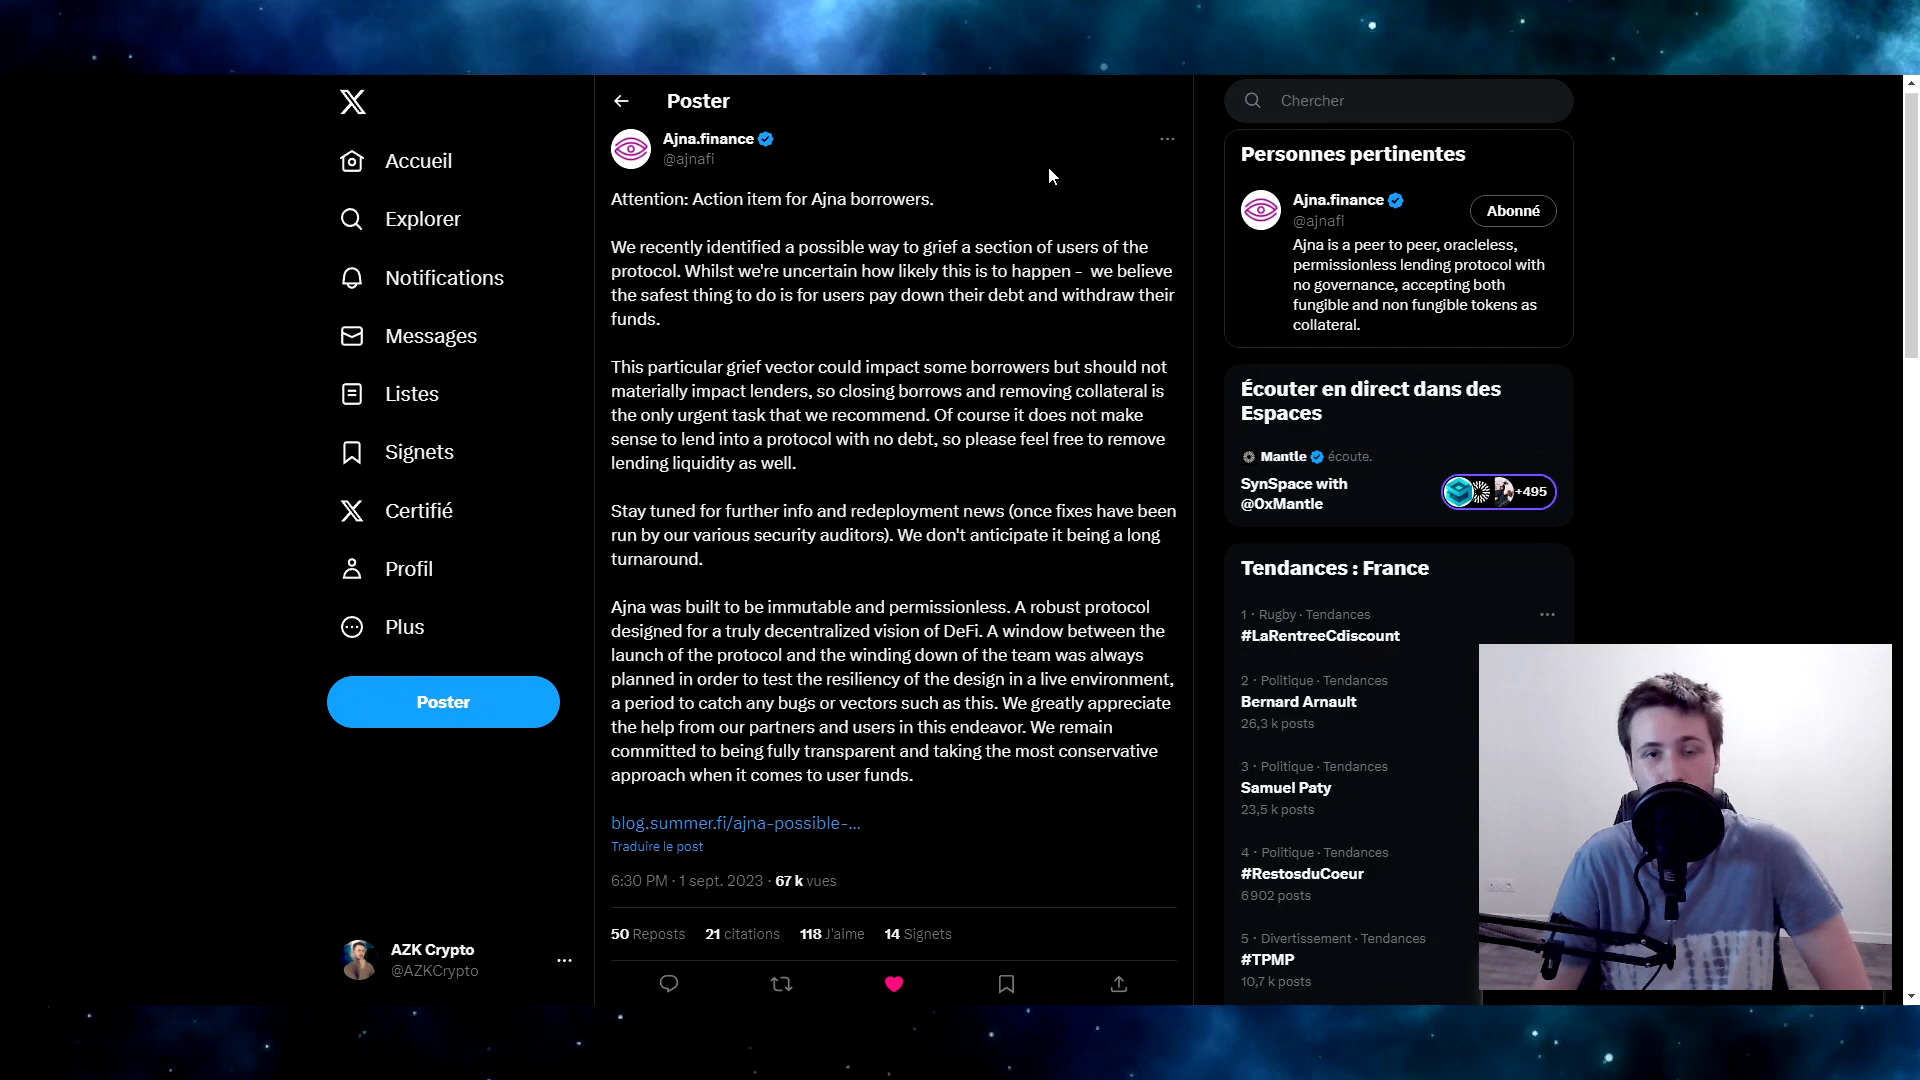 Accueil
Explorer
Notifications
Messages
Listes
Signets
Certifié
Profil
Plus
Poster
AZK Crypto
@AZKCrypto
Poster
Ajna.finance
@ajnafi
Attention: Action item for Ajna borrowers.
We recently identified a possible way to grief a section of users of the
protocol. Whilst we're uncertain how likely this is to happen - we believe
the safest thing to do is for users pay down their debt and withdraw their
funds.
This particular grief vector could impact some borrowers but should not
materially impact lenders, so closing borrows and removing collateral is
the only urgent task that we recommend. Of course it does not make
sense to lend into a protocol with no debt, so please feel free to remove
lending liquidity as well.
Stay tuned for further info and redeployment news (once fixes have been
run by our various security auditors). We don't anticipate it being a long
turnaround.
Ajna was built to be immutable and permissionless. A robust protocol
designed for a truly decentralized vision of DeFi. A window between the
launch of the protocol and the winding down of the team was always
planned in order to test the resiliency of the design in a live environment,
a period to catch any bugs or vectors such as this. We greatly appreciate
the help from our partners and users in this endeavor. We remain
committed to being fully transparent and taking the most conservative
approach when it comes to user funds.
blog.summer.fi/ajna-possible-...
Traduire le post
6:30 PM · 1 sept. 2023 · 67 k vues
50 Reposts 21 citations 118 J'aime 14 Signets
Chercher
Personnes pertinentes
Ajna.finance
@ajnafi
Abonné
Ajna is a peer to peer, oracleless,
permissionless lending protocol with
no governance, accepting both
fungible and non fungible tokens as
collateral.
Écouter en direct dans des
Espaces
Mantle écoute.
SynSpace with
@0xMantle
+495
Tendances : France
1 · Rugby · Tendances
#LaRentreeCdiscount
2 · Politique · Tendances
Bernard Arnault
26,3 k posts
3 · Politique · Tendances
Samuel Paty
23,5 k posts
4 · Politique · Tendances
#RestosduCoeur
6 902 posts
5 · Divertissement · Tendances
#TPMP
10,7 k posts